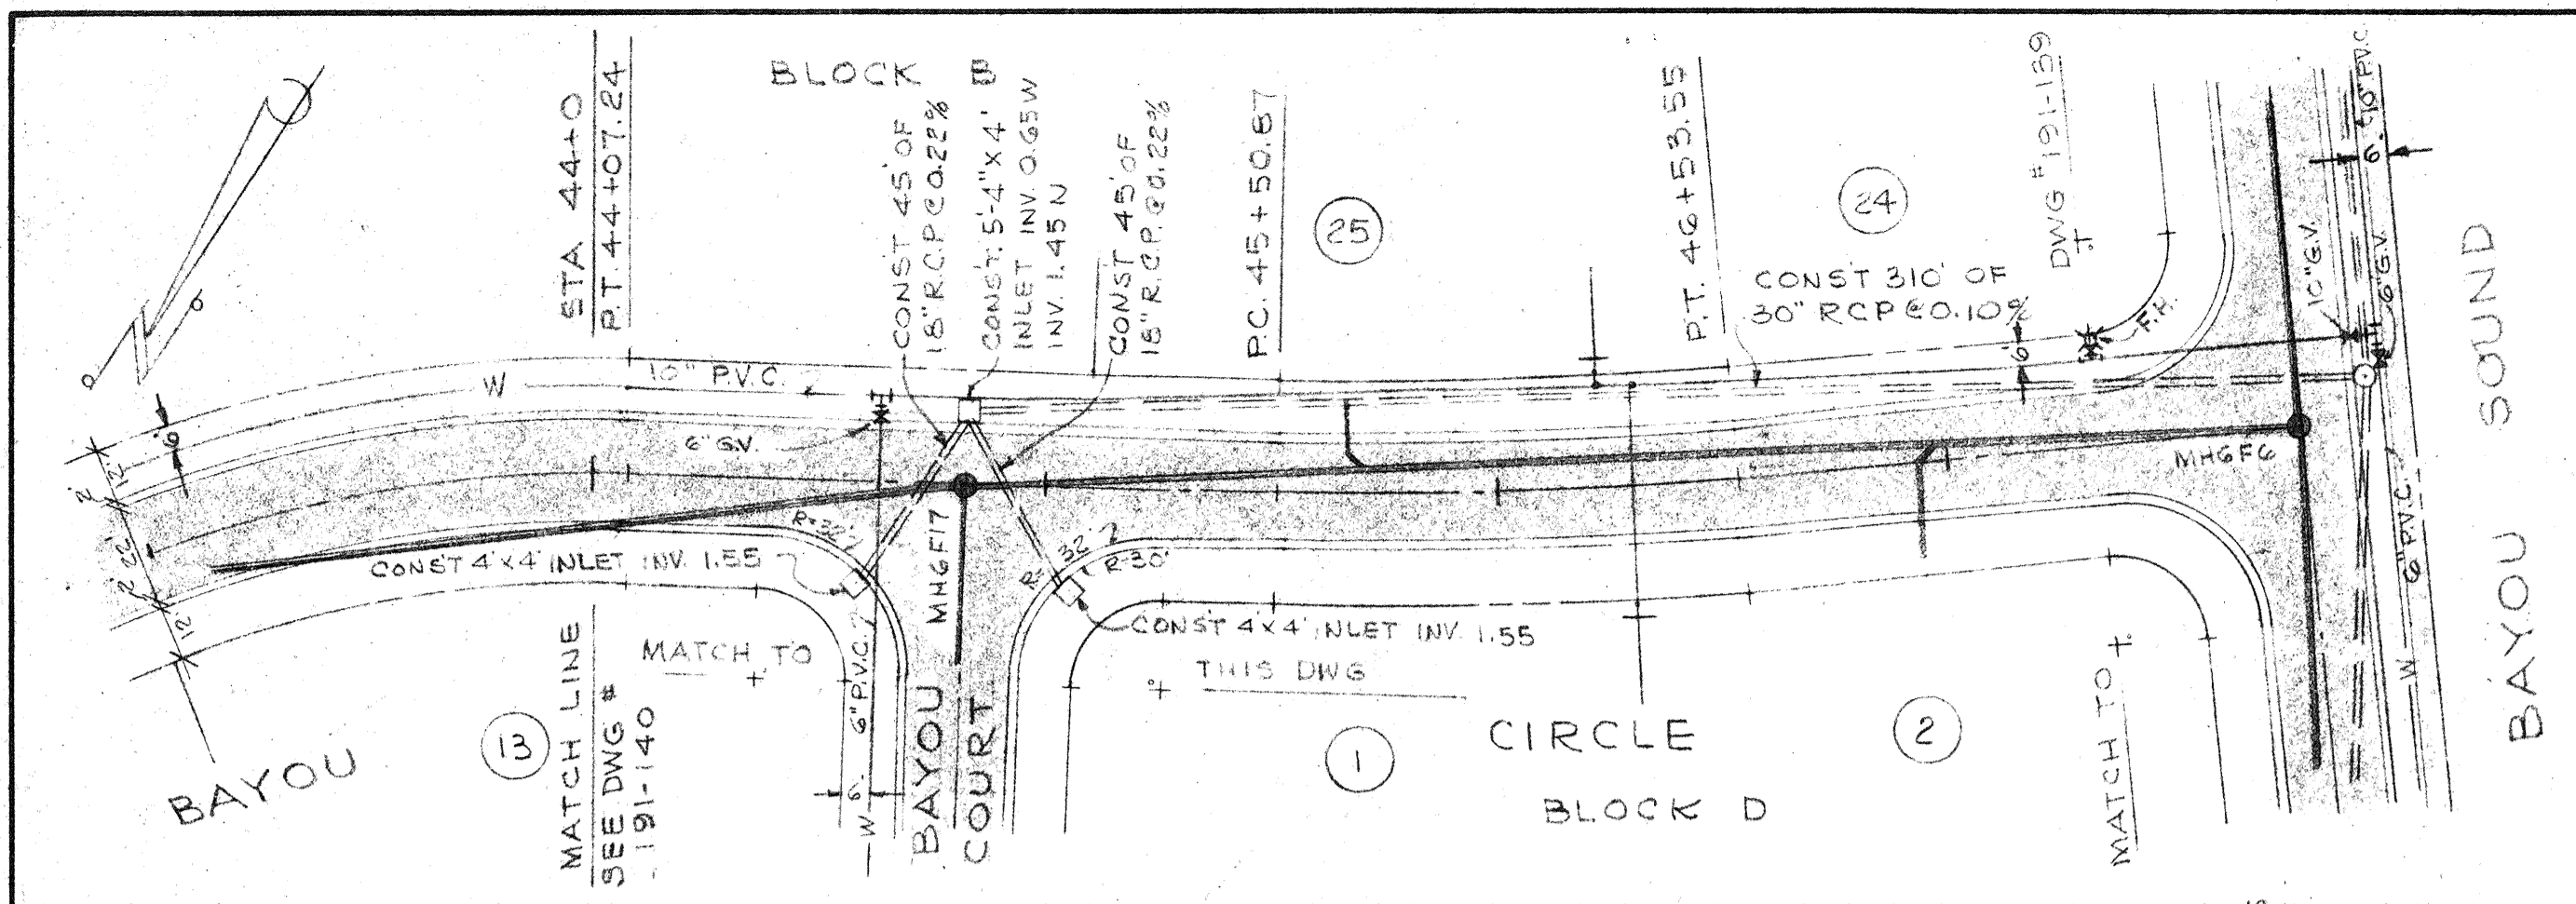 BLOCK B
STA 44+0
P.T. 44+07.24
CONST 45' OF
18" R.C.P @ 0.22%
CONST. 5'-4" x 4'
INLET INV. 0.65 W
INV. 1.45 N
CONST 45' OF
18" R.C.P. @ 0.22%
P.C. 45+50.87
25
P.T. 46+53.55
24
CONST 310' OF
30" RCP @ 0.10%
DWG # 191-139
10" P.V.C
6'
10" G.V.
6" G.V.
F.H.
6'
SOUND
BAYOU
W
10" P.V.C.
6" G.V.
6'
12'
2'
22'
2'
12'
R=32'
R=32'
R=30'
MH6F17
MH6F6
6" P.V.C.
W
CONST 4'x4' INLET INV. 1.55
CONST 4'x4' INLET INV. 1.55
MATCH TO
THIS DWG
MATCH LINE
SEE DWG #
191-140
13
BAYOU
6" P.V.C.
6'
W
BAYOU
COURT
1
CIRCLE
BLOCK D
2
MATCH TO